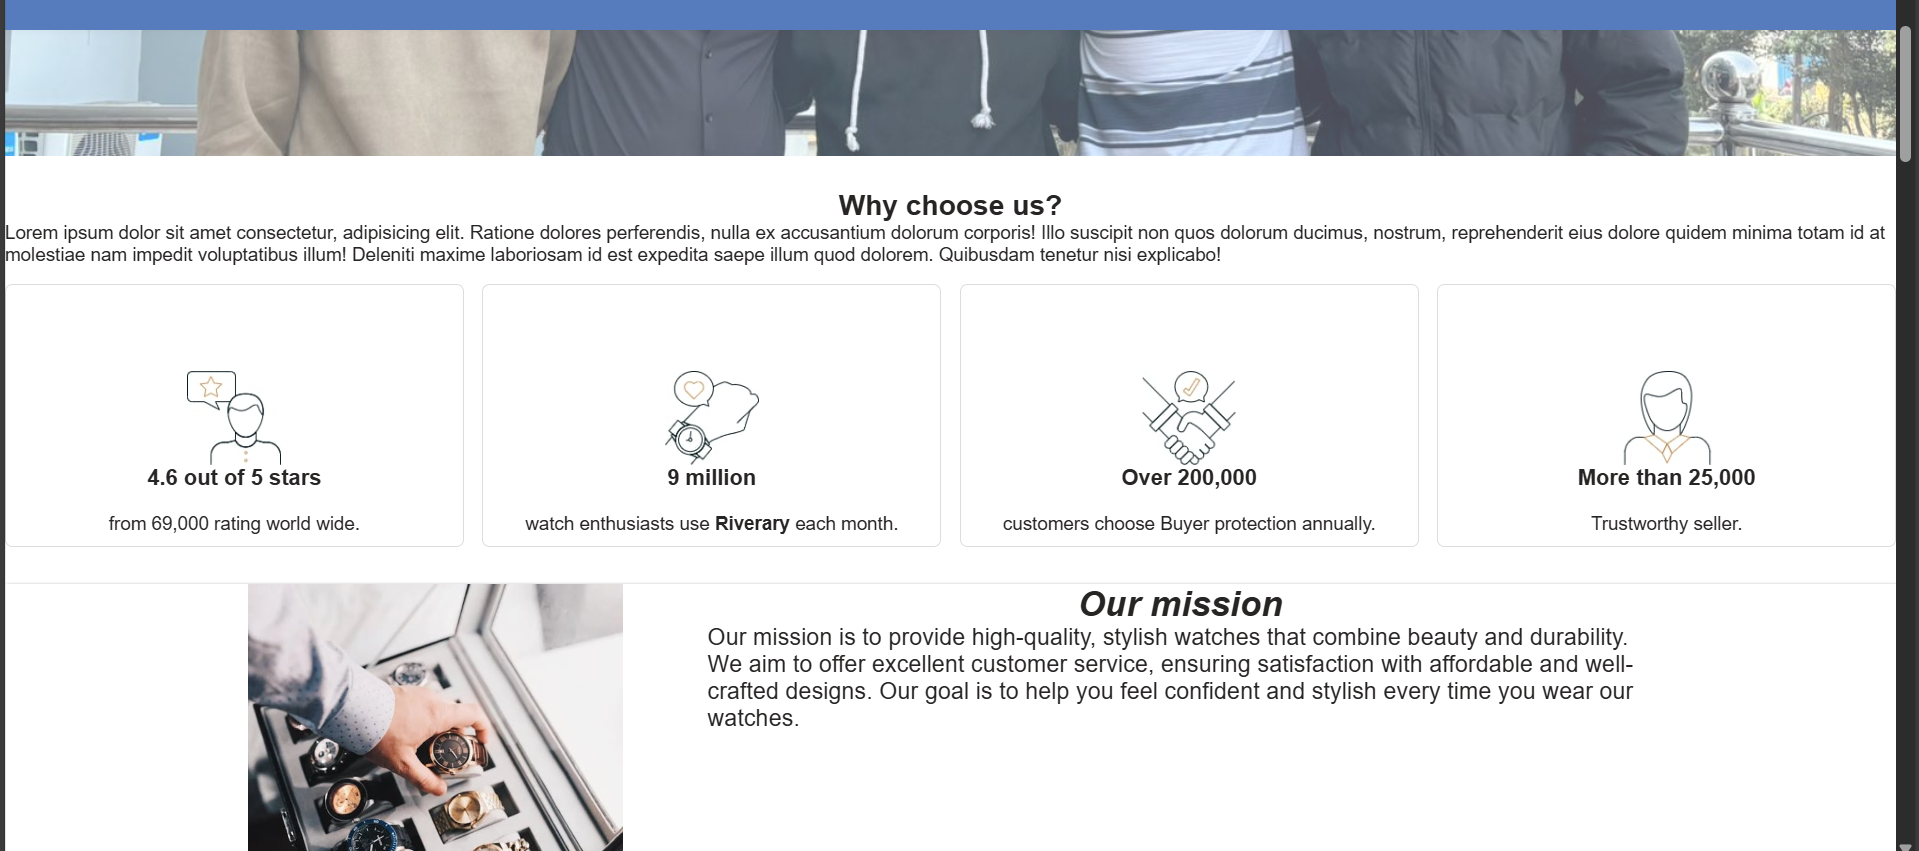 Why choose us?
Lorem ipsum dolor sit amet consectetur, adipisicing elit. Ratione dolores perferendis, nulla ex accusantium dolorum corporis! Illo suscipit non quos dolorum ducimus, nostrum, reprehenderit eius dolore quidem minima totam id at
molestiae nam impedit voluptatibus illum! Deleniti maxime laboriosam id est expedita saepe illum quod dolorem. Quibusdam tenetur nisi explicabo!
4.6 out of 5 stars
from 69,000 rating world wide.
9 million
watch enthusiasts use Riverary each month.
Over 200,000
customers choose Buyer protection annually.
More than 25,000
Trustworthy seller.
Our mission
Our mission is to provide high-quality, stylish watches that combine beauty and durability.
We aim to offer excellent customer service, ensuring satisfaction with affordable and well-
crafted designs. Our goal is to help you feel confident and stylish every time you wear our
watches.